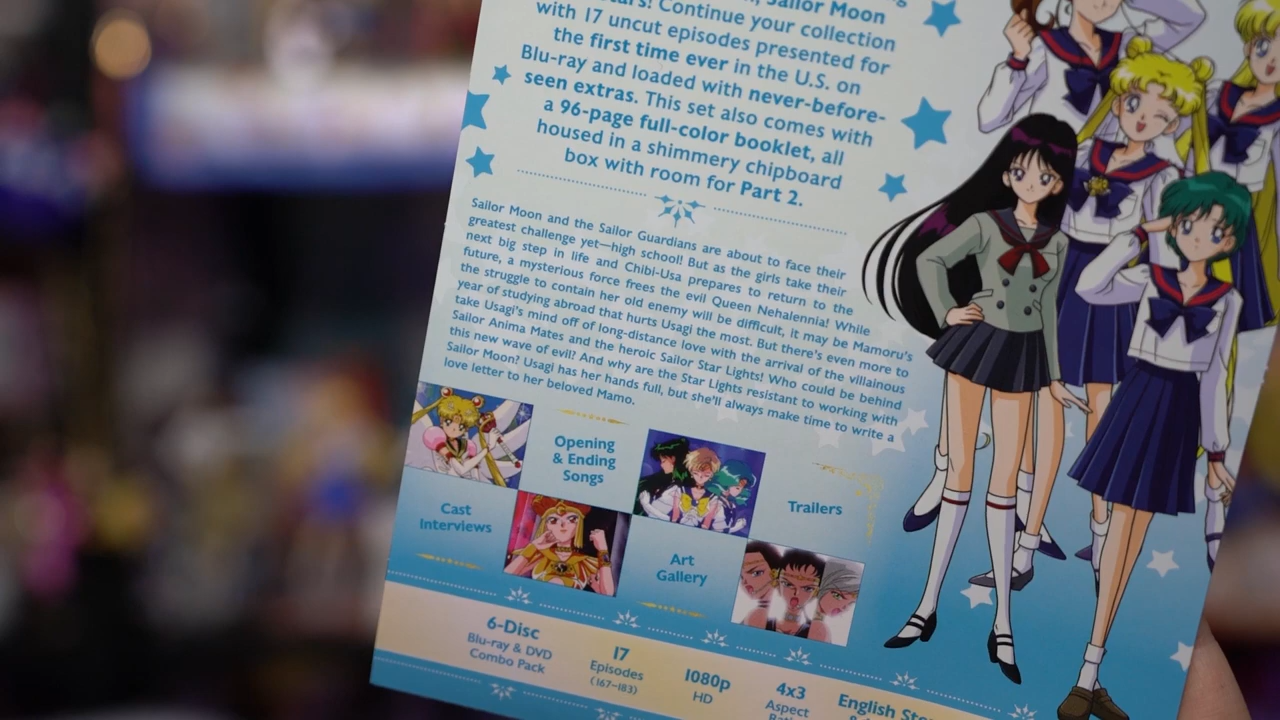 Sailor Moon
Stars! Continue your collection
with 17 uncut episodes presented for
the first time ever in the U.S. on
Blu-ray and loaded with never-before-
seen extras. This set also comes with
a 96-page full-color booklet, all
housed in a shimmery chipboard
box with room for Part 2.
Sailor Moon and the Sailor Guardians are about to face their
greatest challenge yet—high school! But as the girls take their
next big step in life and Chibi-Usa prepares to return to the
future, a mysterious force frees the evil Queen Nehalennia! While
the struggle to contain her old enemy will be difficult, it may be Mamoru's
year of studying abroad that hurts Usagi the most. But there's even more to
take Usagi's mind off of long-distance love with the arrival of the villainous
Sailor Anima Mates and the heroic Sailor Star Lights! Who could be behind
this new wave of evil? And why are the Star Lights resistant to working with
Sailor Moon? Usagi has her hands full, but she'll always make time to write a
love letter to her beloved Mamo.
Opening
& Ending
Songs
Trailers
Cast
Interviews
Art
Gallery
6-Disc
Blu-ray & DVD
Combo Pack
17
Episodes
(167–183)
1080p
HD
4x3
Aspect
English